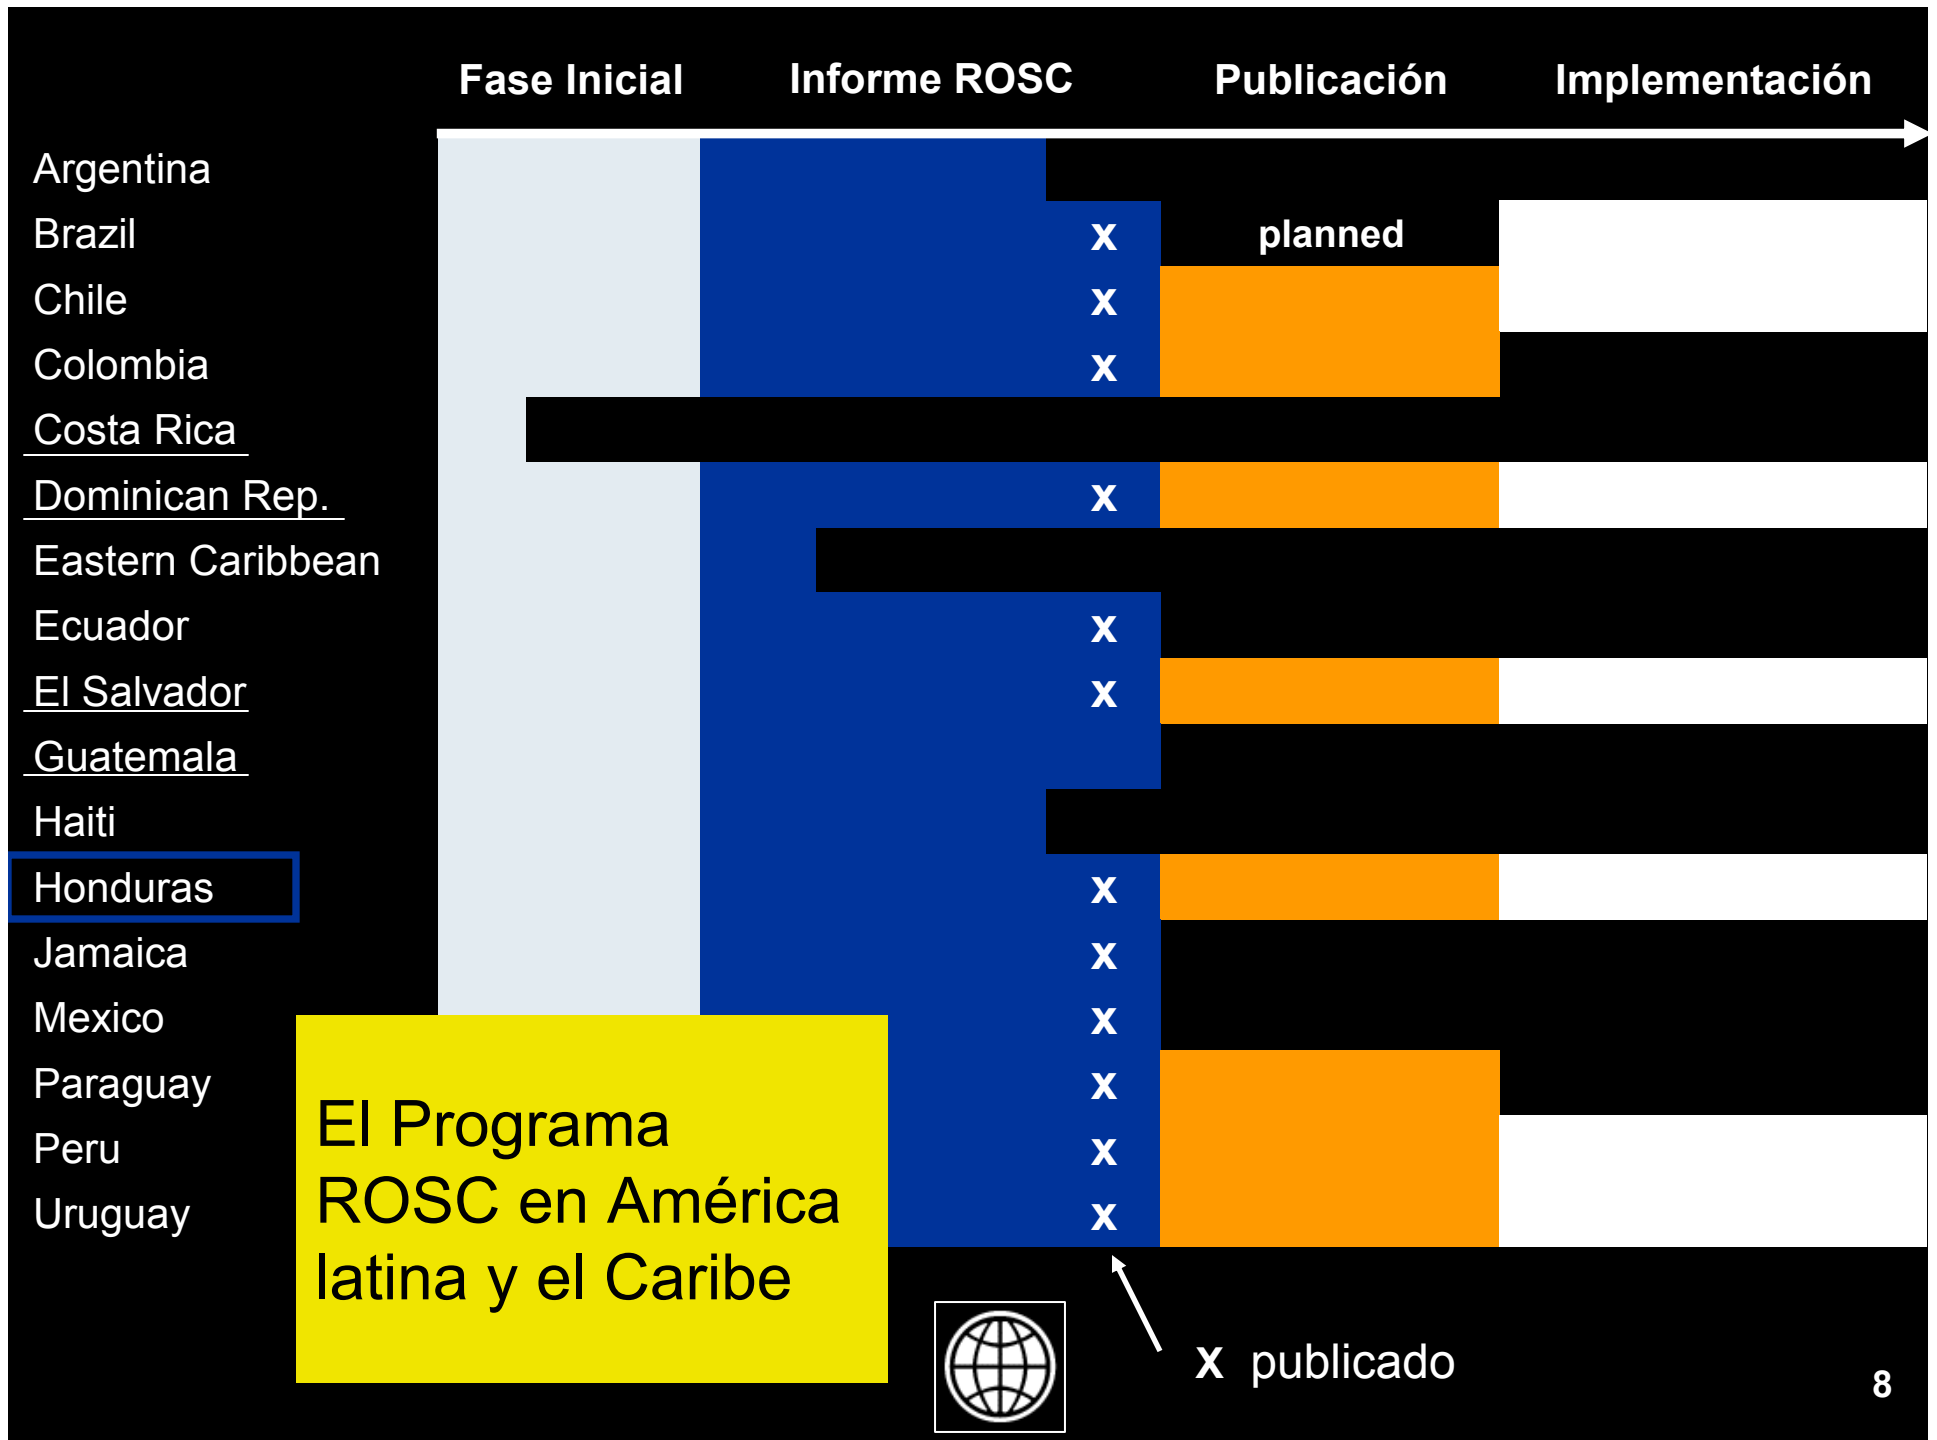 Fase Inicial Informe ROSC Publicación Implementación
Argentina
Brazil x planned
Chile x
Colombia x
Costa Rica
Dominican Rep. x
Eastern Caribbean
Ecuador x
El Salvador x
Guatemala
Haiti
Honduras x
Jamaica x
Mexico x
Paraguay x
Peru x
Uruguay x
El Programa
ROSC en América
latina y el Caribe
x publicado
8